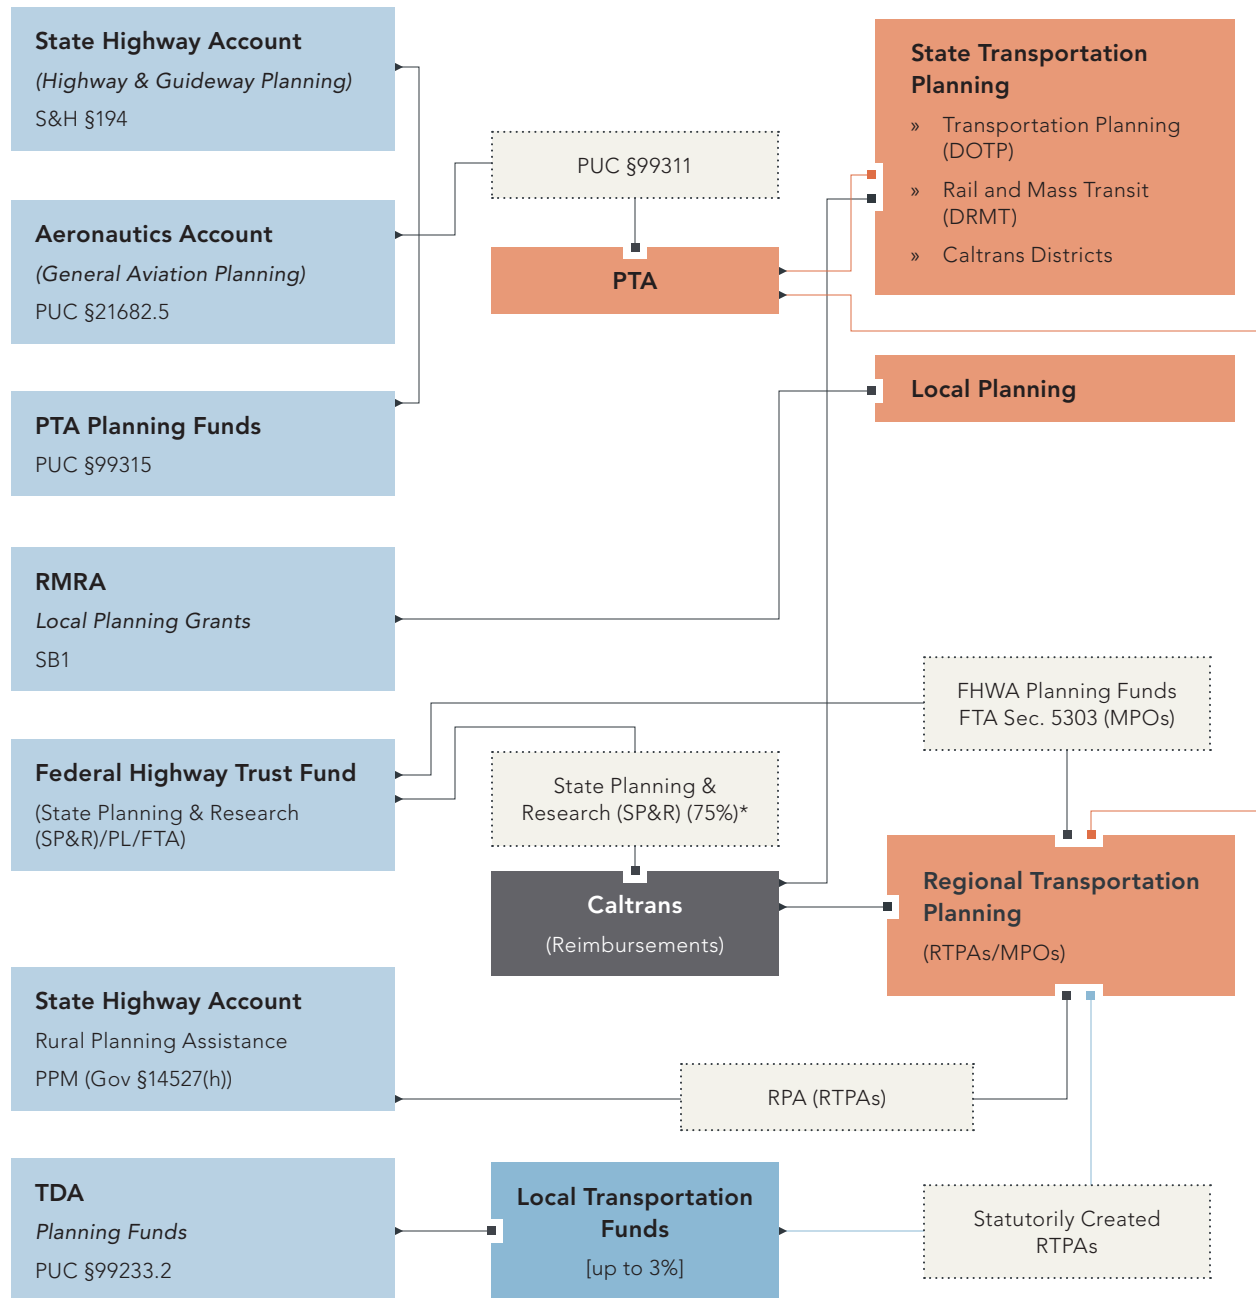 State Highway Account
(Highway & Guideway Planning)
S&H §194
Aeronautics Account
(General Aviation Planning)
PUC §21682.5
PTA Planning Funds
PUC §99315
RMRA
Local Planning Grants
SB1
Federal Highway Trust Fund
(State Planning & Research
(SP&R)/PL/FTA)
State Highway Account
Rural Planning Assistance
PPM (Gov §14527(h))
TDA
Planning Funds
PUC §99233.2
PUC §99311
PTA
State Planning &
Research (SP&R) (75%)*
Caltrans
(Reimbursements)
RPA (RTPAs)
Local Transportation
Funds
[up to 3%]
State Transportation
Planning
» Transportation Planning
(DOTP)
» Rail and Mass Transit
(DRMT)
» Caltrans Districts
Local Planning
FHWA Planning Funds
FTA Sec. 5303 (MPOs)
Regional Transportation
Planning
(RTPAs/MPOs)
Statutorily Created
RTPAs